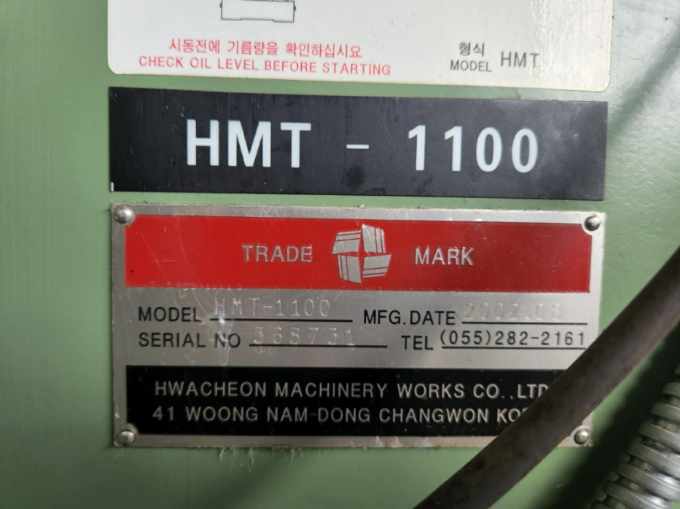 시동전에 기름량을 확인하십시요
CHECK OIL LEVEL BEFORE STARTING
형식
MODEL HMT
HMT - 1100
TRADE MARK
MODEL HMT-1100 MFG.DATE 2002.08
SERIAL NO TEL (055)282-2161
HWACHEON MACHINERY WORKS CO.,LTD
41 WOONG NAM-DONG CHANGWON